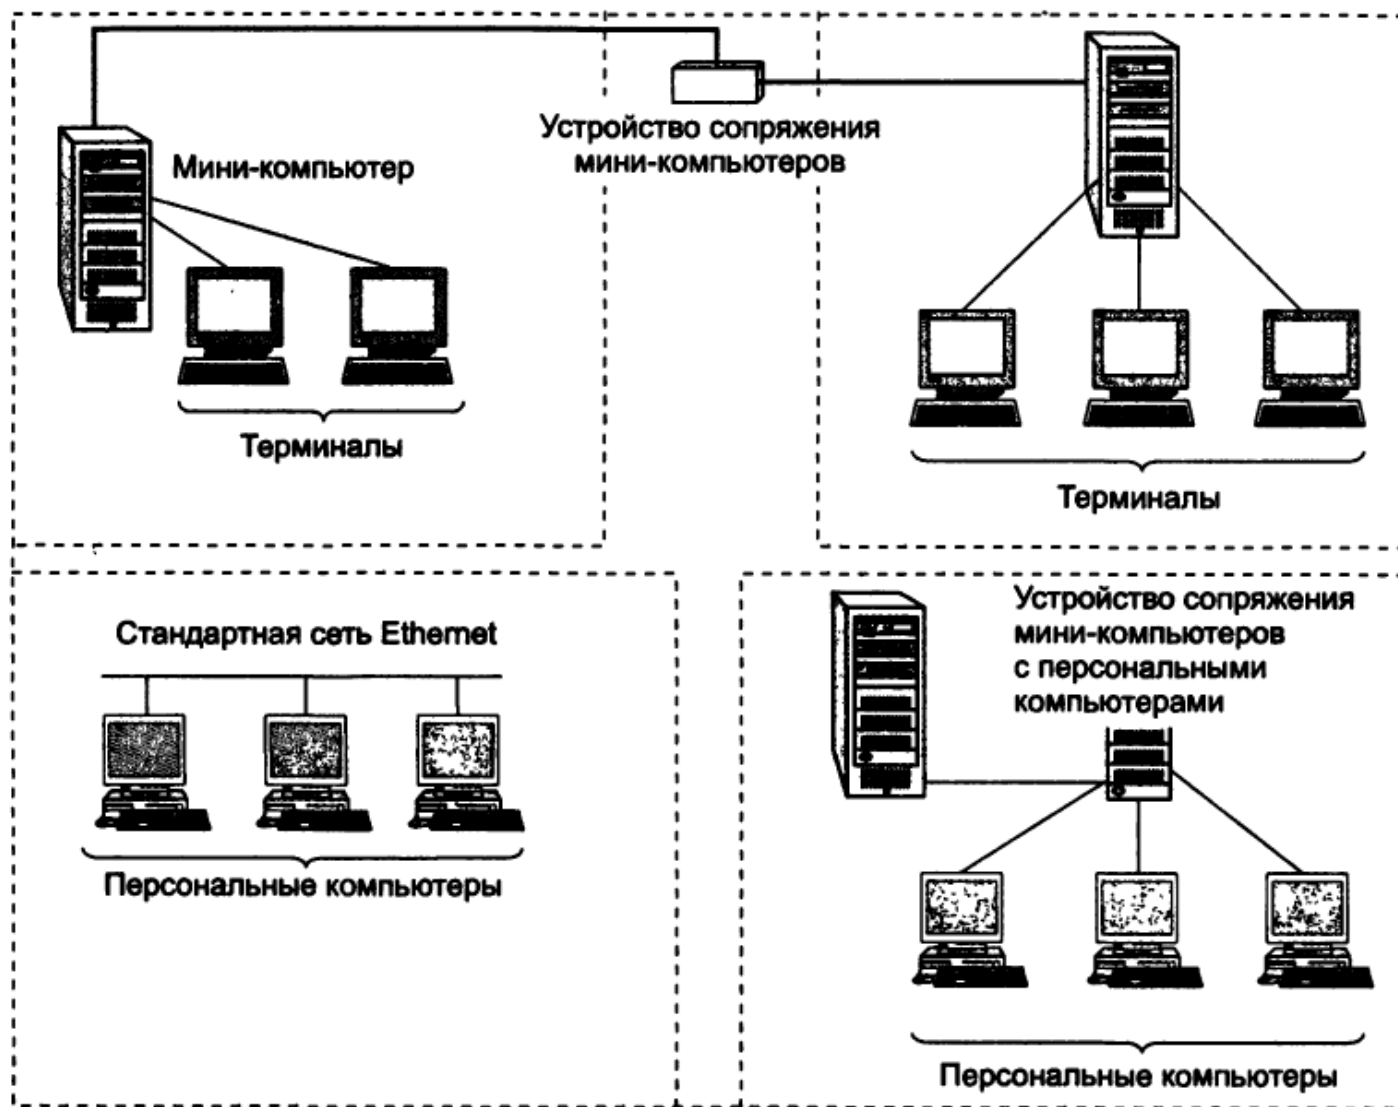 Устройство сопряжения
мини-компьютеров
Мини-компьютер
Терминалы
Терминалы
Стандартная сеть Ethernet
Персональные компьютеры
Устройство сопряжения
мини-компьютеров
с персональными
компьютерами
Персональные компьютеры